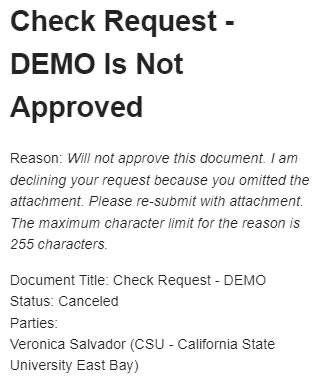 Check Request -
DEMO Is Not
Approved
Reason: Will not approve this document. I am
declining your request because you omitted the
attachment. Please re-submit with attachment.
The maximum character limit for the reason is
255 characters.
Document Title: Check Request - DEMO
Status: Canceled
Parties:
Veronica Salvador (CSU - California State
University East Bay)